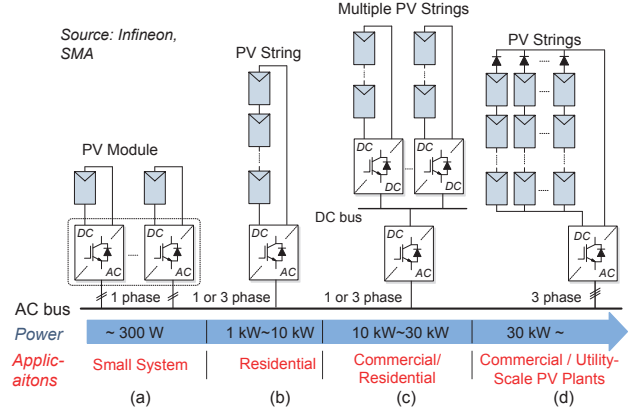 Source: Infineon,
SMA
PV Module
DC
AC
DC
AC
1 phase
PV String
DC
AC
1 or 3 phase
Multiple PV Strings
DC
DC
DC
DC
DC bus
DC
AC
1 or 3 phase
PV Strings
DC
AC
3 phase
AC bus
Power
~ 300 W
1 kW~10 kW
10 kW~30 kW
30 kW ~
Applic-
aitons
Small System
Residential
Commercial/
Residential
Commercial / Utility-
Scale PV Plants
(a)
(b)
(c)
(d)